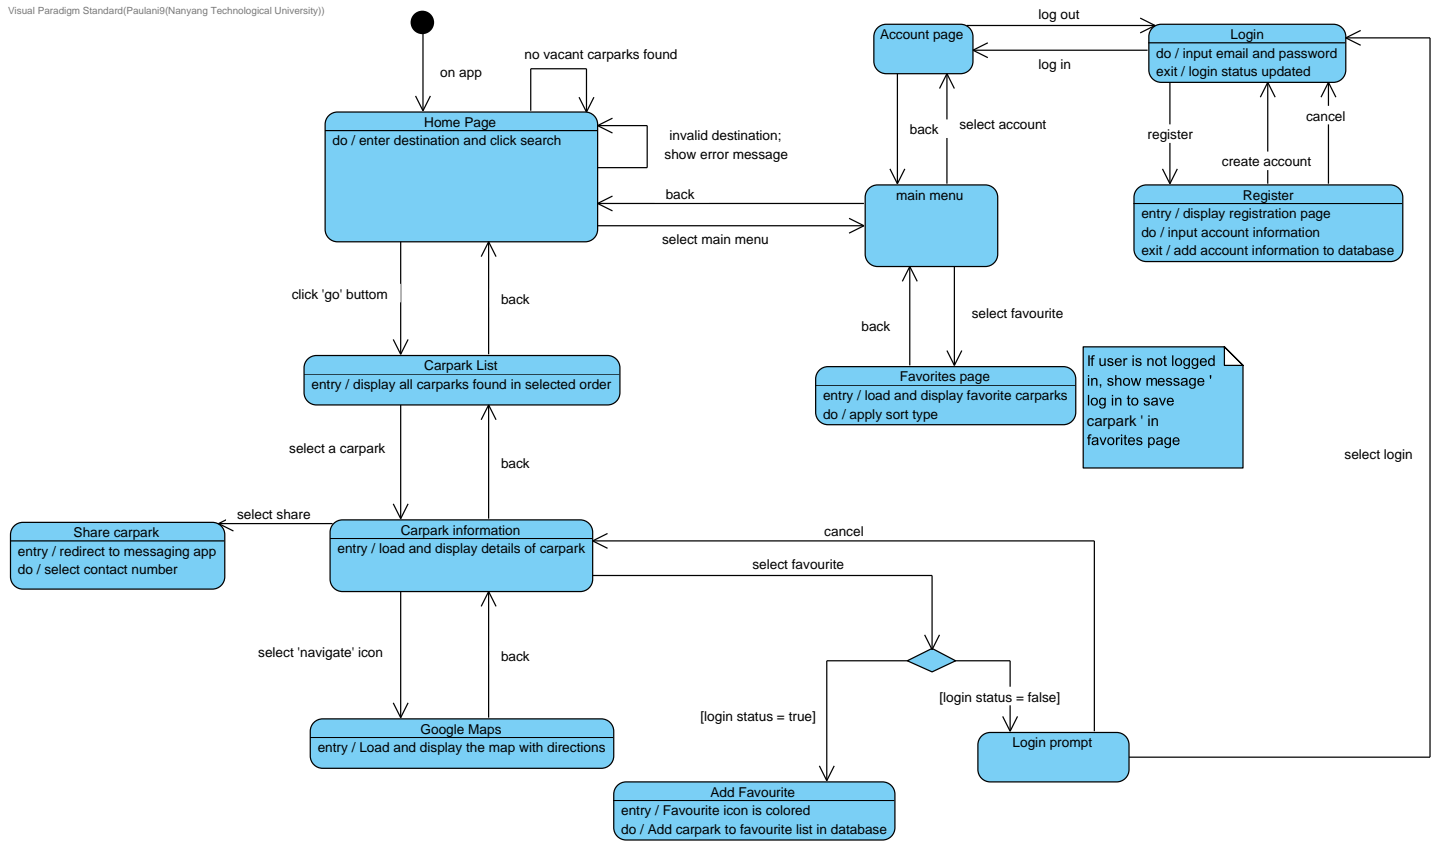 Visual Paradigm Standard(Paulani9(Nanyang Technological University))
on app
no vacant carparks found
Home Page
do / enter destination and click search
invalid destination;
show error message
back
select main menu
log out
Account page
log in
Login
do / input email and password
exit / login status updated
back
select account
register
create account
cancel
main menu
Register
entry / display registration page
do / input account information
exit / add account information to database
click 'go' buttom
back
back
select favourite
Carpark List
entry / display all carparks found in selected order
Favorites page
entry / load and display favorite carparks
do / apply sort type
If user is not logged
in, show message '
log in to save
carpark ' in
favorites page
select a carpark
back
select login
select share
Share carpark
entry / redirect to messaging app
do / select contact number
Carpark information
entry / load and display details of carpark
cancel
select favourite
select 'navigate' icon
back
[login status = true]
[login status = false]
Google Maps
entry / Load and display the map with directions
Login prompt
Add Favourite
entry / Favourite icon is colored
do / Add carpark to favourite list in database